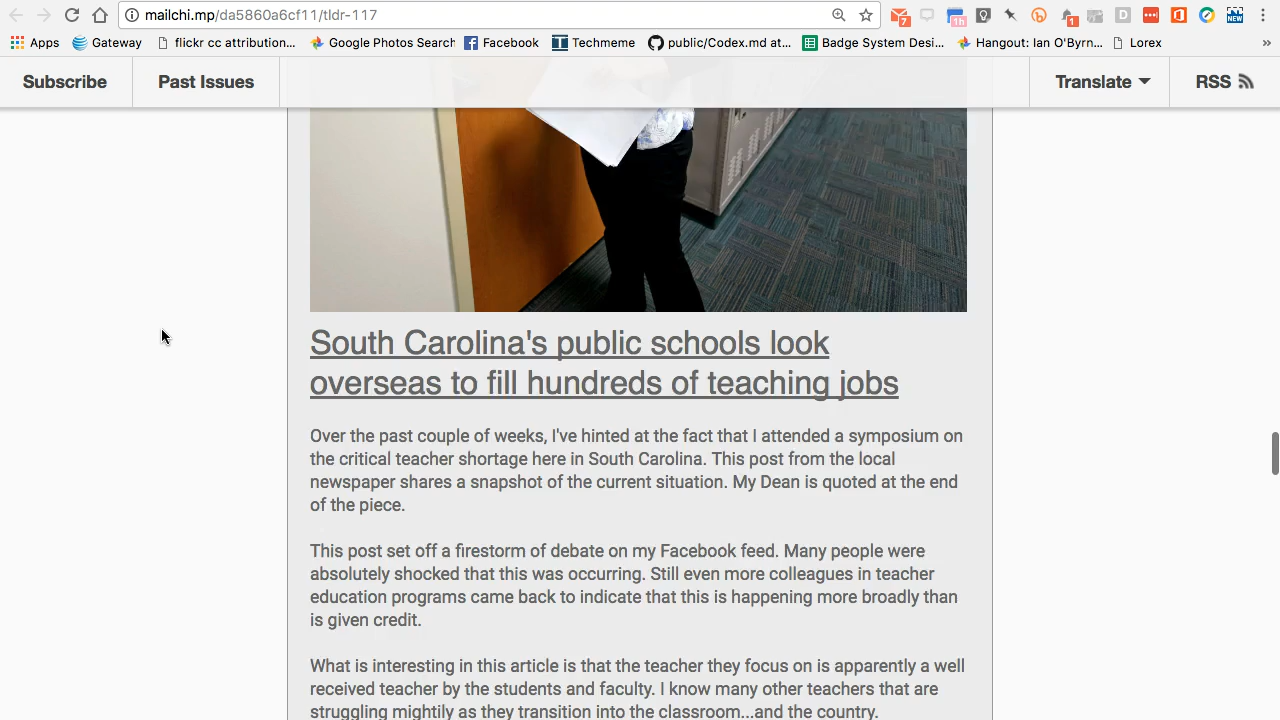 mailchi.mp/da5860a6cf11/tldr-117
7
1h
1
D
NEW
Apps
Gateway
flickr cc attribution...
Google Photos Search
Facebook
Techmeme
public/Codex.md at...
Badge System Desi...
Hangout: Ian O'Byrn...
Lorex
»
Subscribe
Past Issues
Translate
RSS
South Carolina's public schools look
overseas to fill hundreds of teaching jobs
Over the past couple of weeks, I've hinted at the fact that I attended a symposium on
the critical teacher shortage here in South Carolina. This post from the local
newspaper shares a snapshot of the current situation. My Dean is quoted at the end
of the piece.
This post set off a firestorm of debate on my Facebook feed. Many people were
absolutely shocked that this was occurring. Still even more colleagues in teacher
education programs came back to indicate that this is happening more broadly than
is given credit.
What is interesting in this article is that the teacher they focus on is apparently a well
received teacher by the students and faculty. I know many other teachers that are
struggling mightily as they transition into the classroom...and the country.